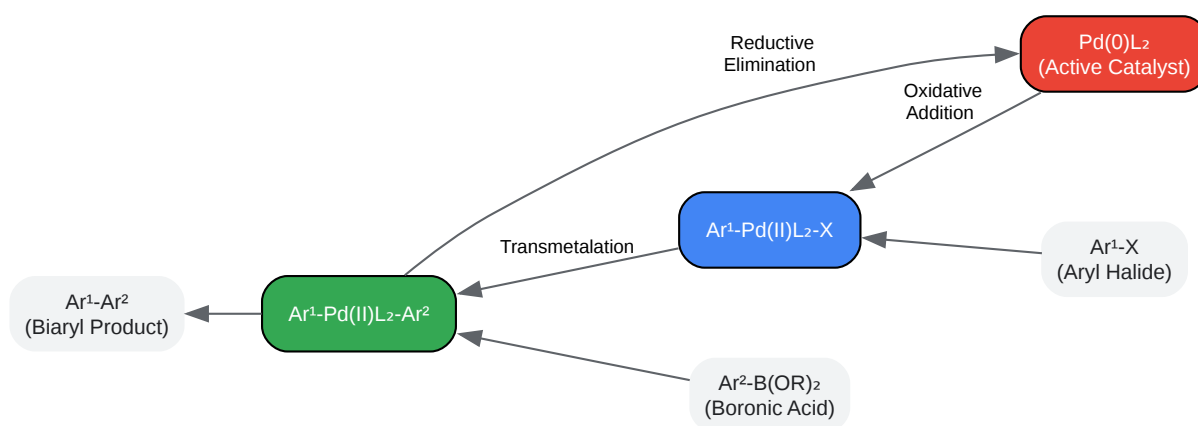 Reductive
Elimination
Pd(0)L₂
(Active Catalyst)
Oxidative
Addition
Ar¹-Pd(II)L₂-X
Transmetalation
Ar¹-X
(Aryl Halide)
Ar¹-Ar²
(Biaryl Product)
Ar¹-Pd(II)L₂-Ar²
Ar²-B(OR)₂
(Boronic Acid)